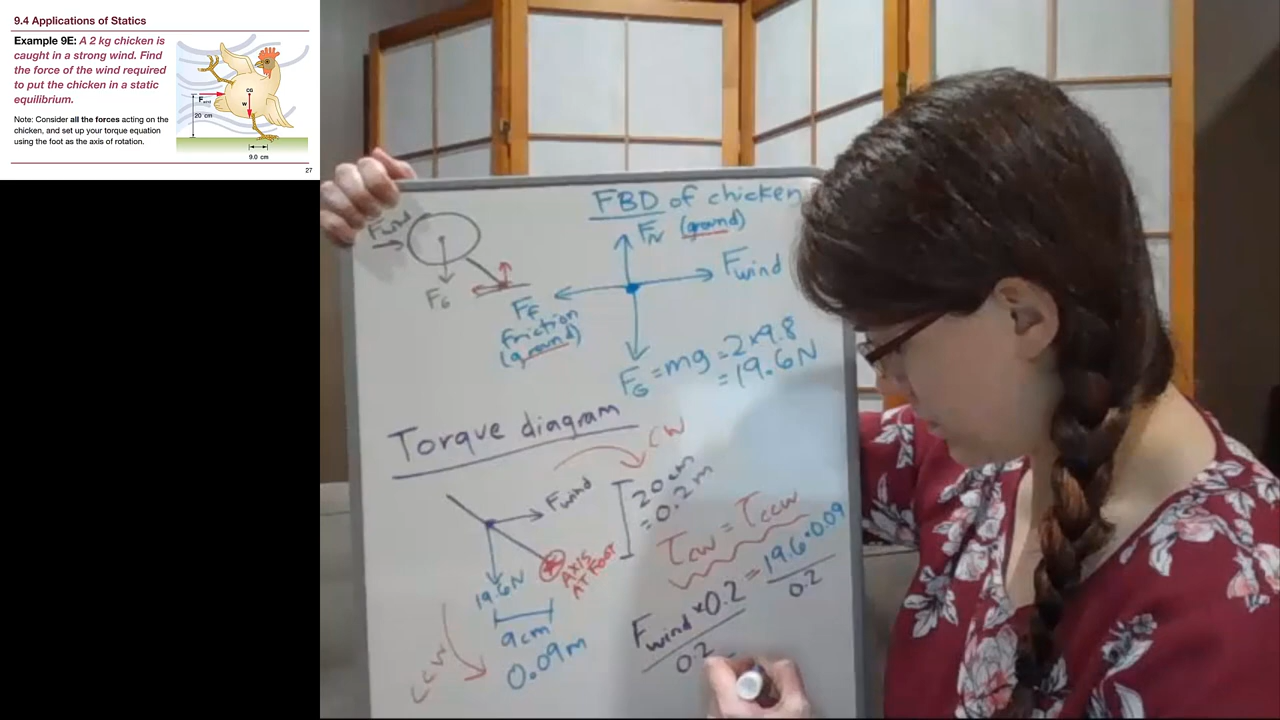 9.4 Applications of Statics
Example 9E: A 2 kg chicken is
caught in a strong wind. Find
the force of the wind required
to put the chicken in a static
equilibrium.
Note: Consider all the forces acting on the
chicken, and set up your torque equation
using the foot as the axis of rotation.
Fwind
20 cm
CG
W
9.0 cm
27
FBD of chicken
FN (ground)
Fwind
FG
Ff
friction
(ground)
Fwind
FG = mg = 2×9.8
= 19.6N
Torque diagram
CW
Fwind
20 cm
= 0.2 m
AXIS
AT FOOT
19.6N
9cm
0.09m
CCW
τCW = τCCW
Fwind × 0.2 = 19.6 · 0.09
0.2
0.2